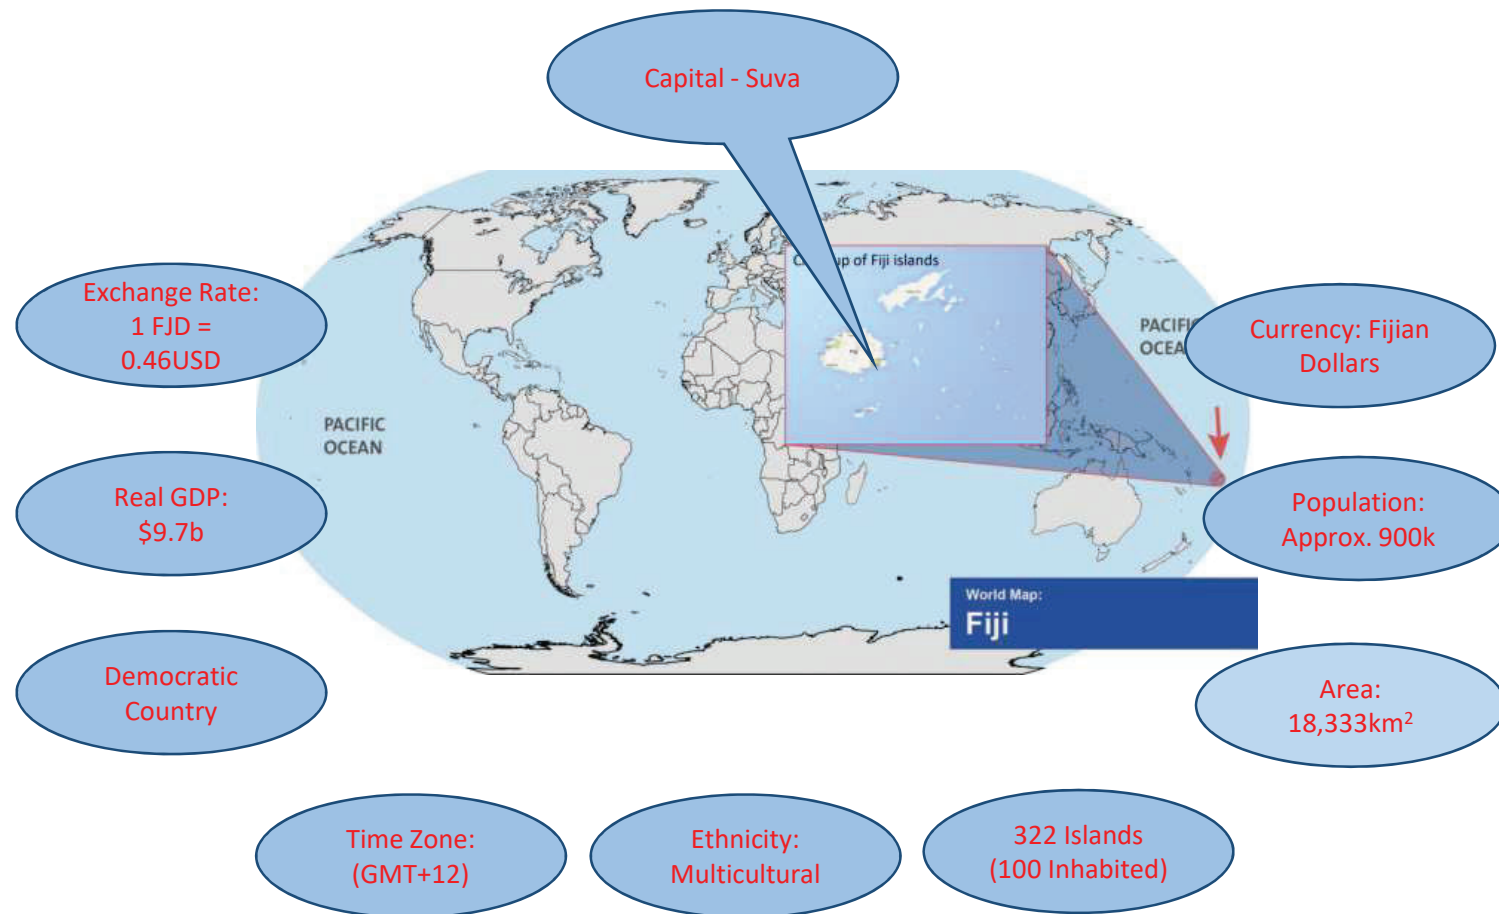 Capital - Suva
Exchange Rate:
1 FJD =
0.46USD
Real GDP:
$9.7b
Democratic
Country
PACIFIC
OCEAN
up of Fiji islands
Fiji
PACIFIC
OCEA
Currency: Fijian
Dollars
Population:
Approx. 900k
Area:
18,333km²
World Map:
Fiji
Time Zone:
(GMT+12)
Ethnicity:
Multicultural
322 Islands
(100 Inhabited)